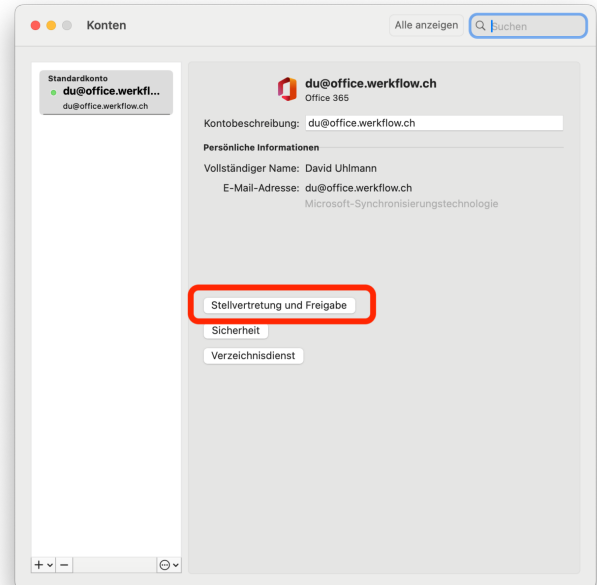 Konten
Alle anzeigen
Suchen
Standardkonto
du@office.werkfl...
du@office.werkflow.ch
du@office.werkflow.ch
Office 365
Kontobeschreibung: du@office.werkflow.ch
Persönliche Informationen
Vollständiger Name: David Uhlmann
E-Mail-Adresse: du@office.werkflow.ch
Microsoft-Synchronisierungstechnologie
Stellvertretung und Freigabe
Sicherheit
Verzeichnisdienst